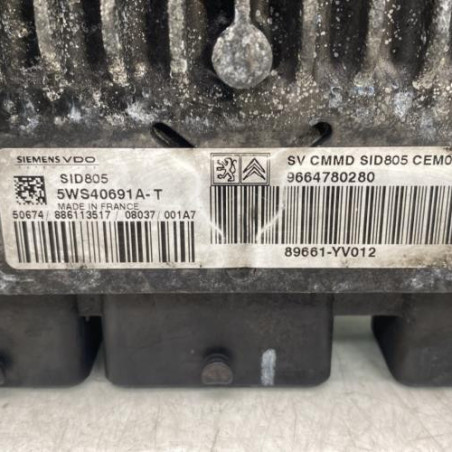 SIEMENS VDO
SID805
5WS40691A-T
MADE IN FRANCE
50674/886113517/08037 001A7
SV CMMD SID805 CEM0
9664780280
89661-YV012